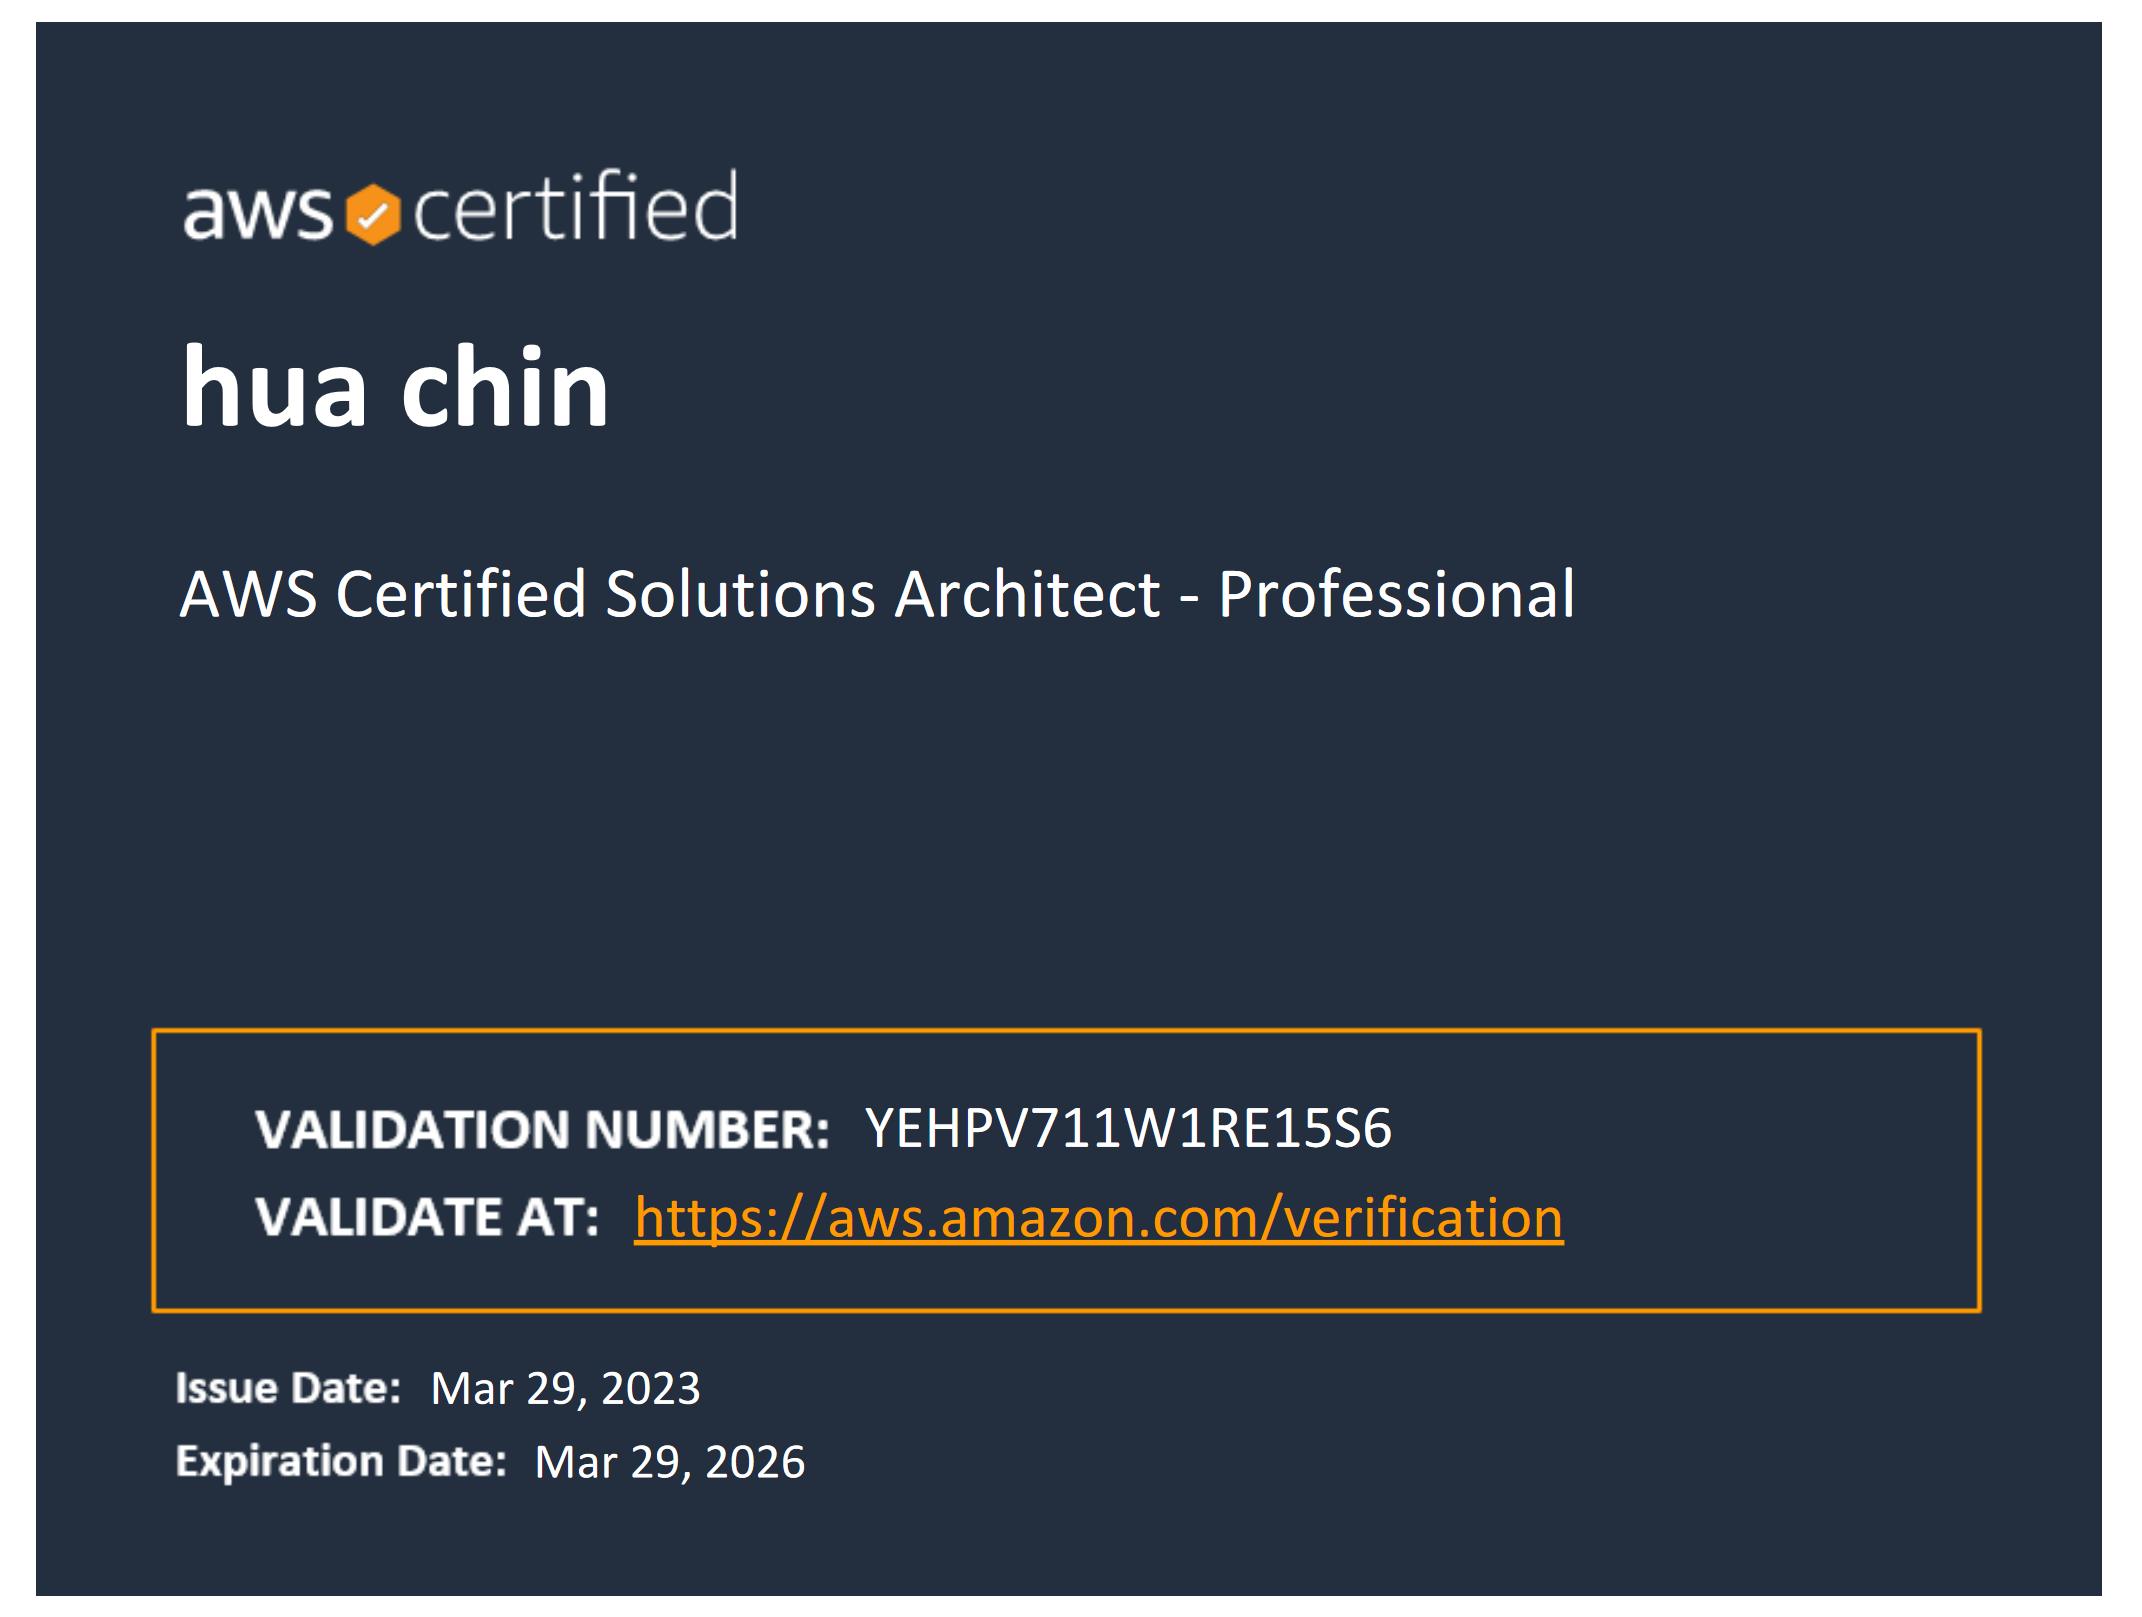 aws certified
hua chin
AWS Certified Solutions Architect - Professional
VALIDATION NUMBER: YEHPV711W1RE15S6
VALIDATE AT: https://aws.amazon.com/verification
Issue Date: Mar 29, 2023
Expiration Date: Mar 29, 2026